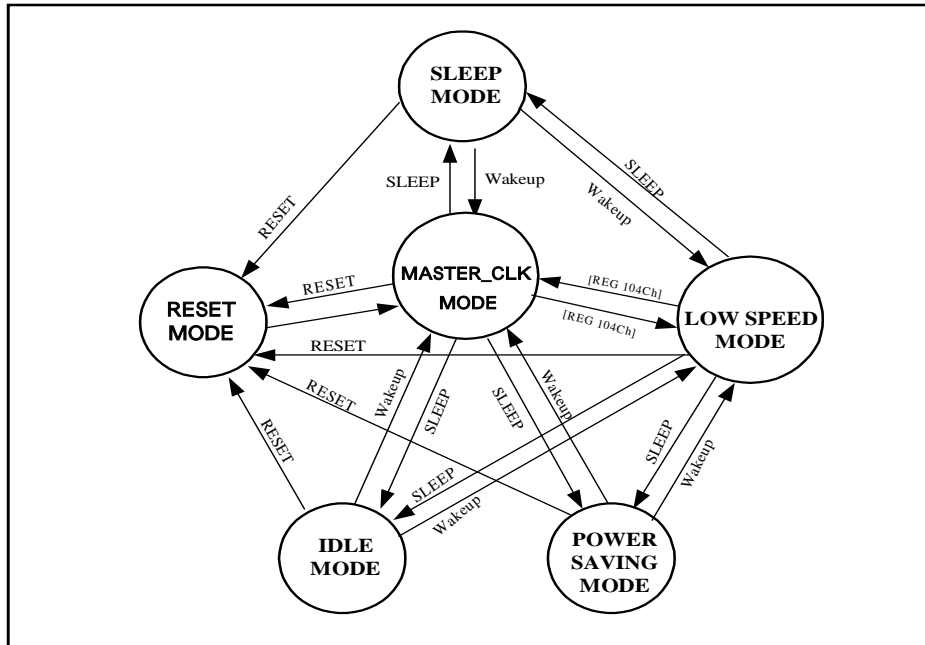 SLEEP
MODE
SLEEP
Wakeup
SLEEP
Wakeup
RESET
MASTER_CLK
MODE
RESET
[REG 104Ch]
[REG 104Ch]
RESET
MODE
LOW SPEED
MODE
RESET
RESET
Wakeup
SLEEP
SLEEP
Wakeup
SLEEP
Wakeup
RESET
SLEEP
Wakeup
IDLE
MODE
POWER
SAVING
MODE